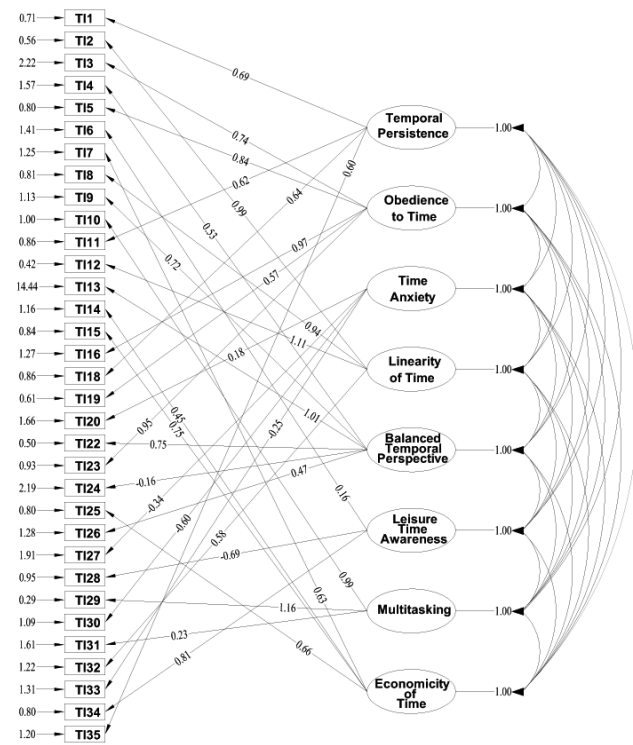 0.71 TI1
0.56 TI2
2.22 TI3
1.57 TI4
0.80 TI5
1.41 TI6
1.25 TI7
0.81 TI8
1.13 TI9
1.00 TI10
0.86 TI11
0.42 TI12
14.44 TI13
1.16 TI14
0.84 TI15
1.27 TI16
0.86 TI18
0.61 TI19
1.66 TI20
0.50 TI22
0.93 TI23
2.19 TI24
0.80 TI25
1.28 TI26
1.91 TI27
0.95 TI28
0.29 TI29
1.09 TI30
1.61 TI31
1.22 TI32
1.31 TI33
0.80 TI34
1.20 TI35
0.69
0.74
0.84
0.60
0.62
0.64
0.99
0.53
0.97
0.72
0.57
0.94
0.18
1.11
0.95
0.45
0.75
1.01
-0.25
0.75
-0.16
0.47
0.16
-0.34
-0.60
0.58
-0.69
0.99
1.16
0.63
0.23
0.66
0.81
Temporal
Persistence
1.00
Obedience
to Time
1.00
Time
Anxiety
1.00
Linearity
of Time
1.00
Balanced
Temporal
Perspective
1.00
Leisure
Time
Awareness
1.00
Multitasking
1.00
Economicity
of
Time
1.00